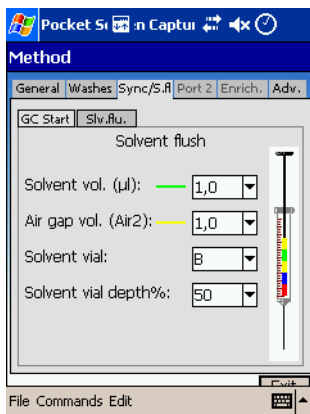 Pocket S :n Captur
Method
General Washes Sync/S.fl Port 2 Enrich. Adv.
GC Start Slv.flu.
Solvent flush
Solvent vol. (µl): 1,0
Air gap vol. (Air2): 1,0
Solvent vial: B
Solvent vial depth%: 50
Exit
File Commands Edit